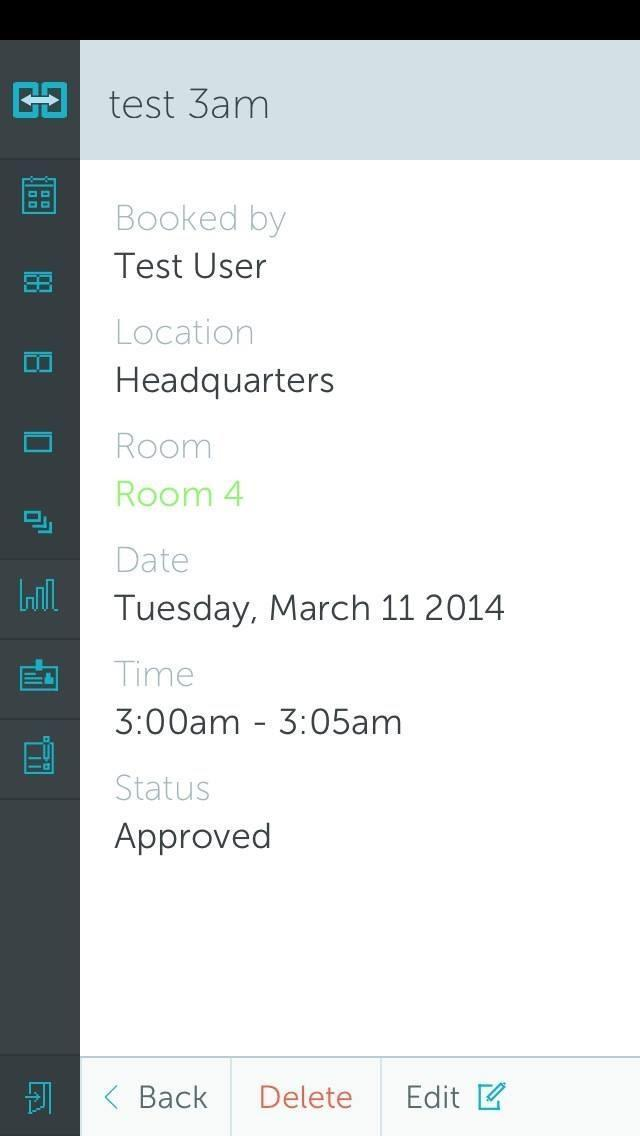 test 3am
Booked by
Test User
Location
Headquarters
Room
Room 4
Date
Tuesday, March 11 2014
Time
3:00am - 3:05am
Status
Approved
Back Delete Edit